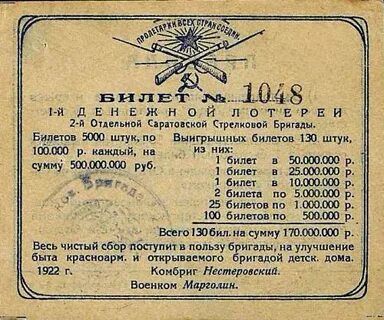 ПРОЛЕТАРИИ ВСЕХ СТРАН СОЕДИН.
БИЛЕТ № 1048
1-й ДЕНЕЖНОЙ ЛОТЕРЕИ
2-й Отдельной Саратовской Стрелковой Бригады.
Билетов 5000 штук, по
100.000 р. каждый, на
сумму 500.000.000 руб.
Выигрышных билетов 130 штук,
из них:
1 билет в 50.000.000 р.
1 билет в 25.000.000 р.
1 билет в 10.000.000 р.
2 билета по 5.000.000 р.
25 билетов по 1.000.000 р.
100 билетов по 500.000 р.
Всего 130 бил. на сумму 170.000.000 р.
Весь чистый сбор поступит в пользу бригады, на улучшение
быта красноарм. и открываемого бригадой детск. дома.
1922 г. Комбриг Нестеровский.
Военком Марголин.